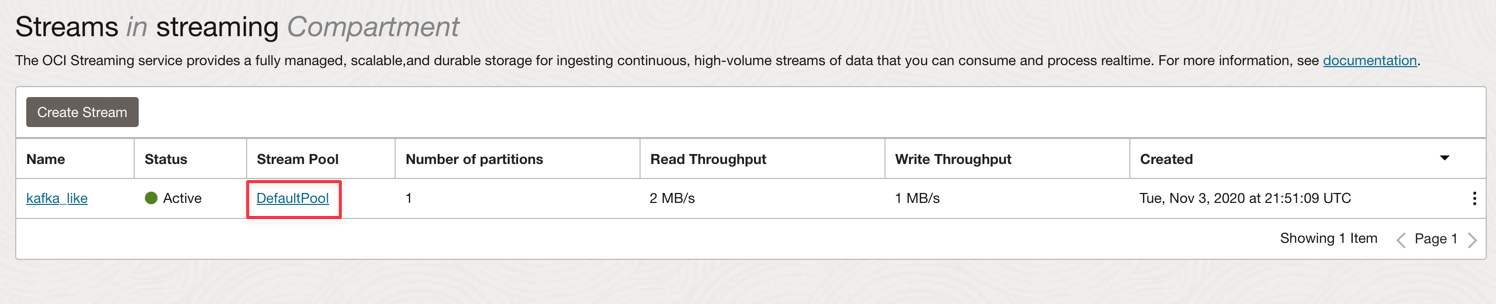 Streams in streaming Compartment
The OCI Streaming service provides a fully managed, scalable,and durable storage for ingesting continuous, high-volume streams of data that you can consume and process realtime. For more information, see documentation.
Create Stream
Name Status Stream Pool Number of partitions Read Throughput Write Throughput Created
kafka_like Active DefaultPool 1 2 MB/s 1 MB/s Tue, Nov 3, 2020 at 21:51:09 UTC
Showing 1 Item Page 1